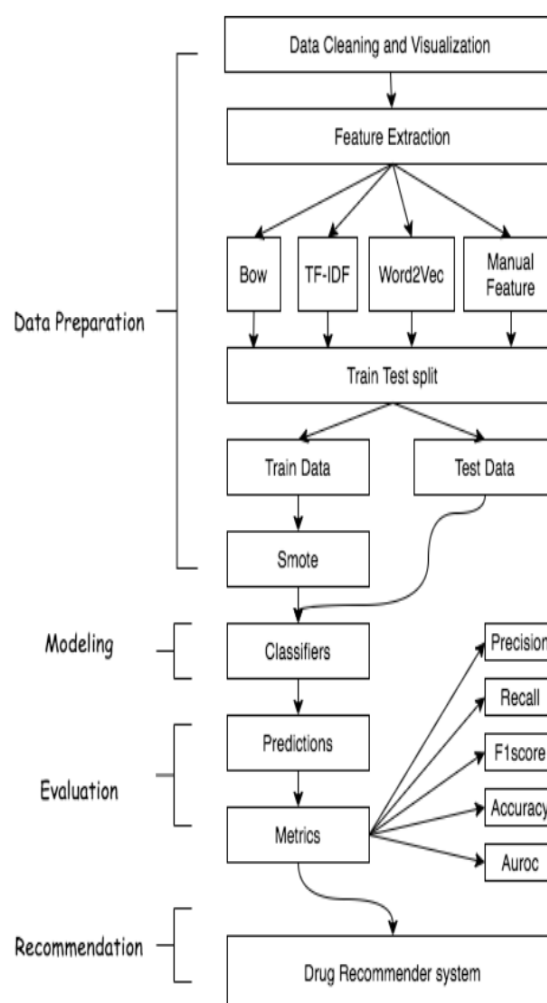 Data Cleaning and Visualization
Feature Extraction
Bow
TF-IDF
Word2Vec
Manual
Feature
Data Preparation
Train Test split
Train Data
Test Data
Smote
Modeling
Classifiers
Precision
Recall
F1score
Accuracy
Auroc
Evaluation
Predictions
Metrics
Recommendation
Drug Recommender system